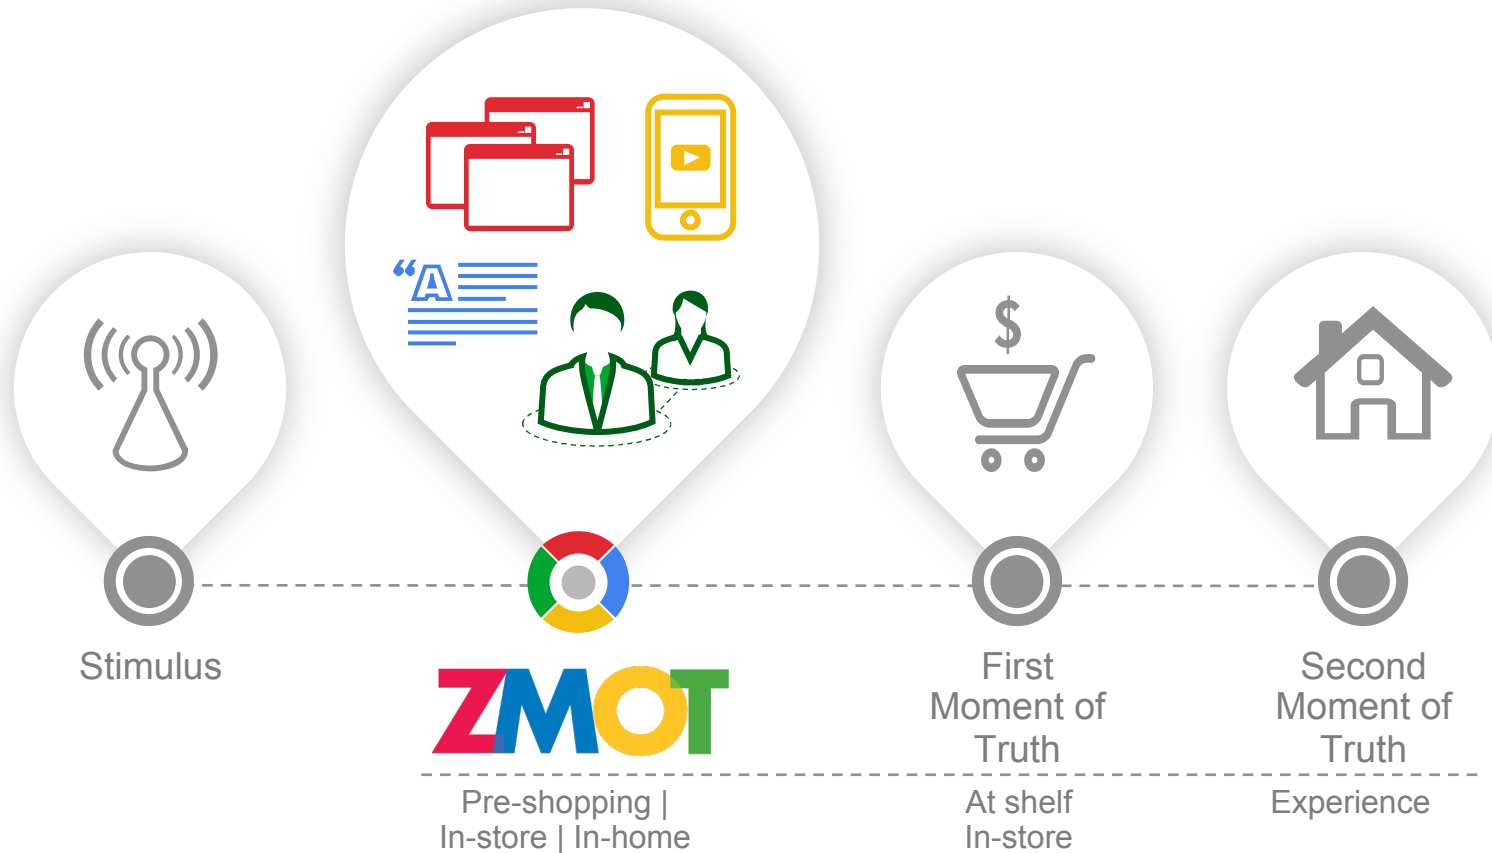 “A
$
Stimulus
ZMOT
First
Moment of
Truth
Second
Moment of
Truth
Pre-shopping |
In-store | In-home
At shelf
In-store
Experience